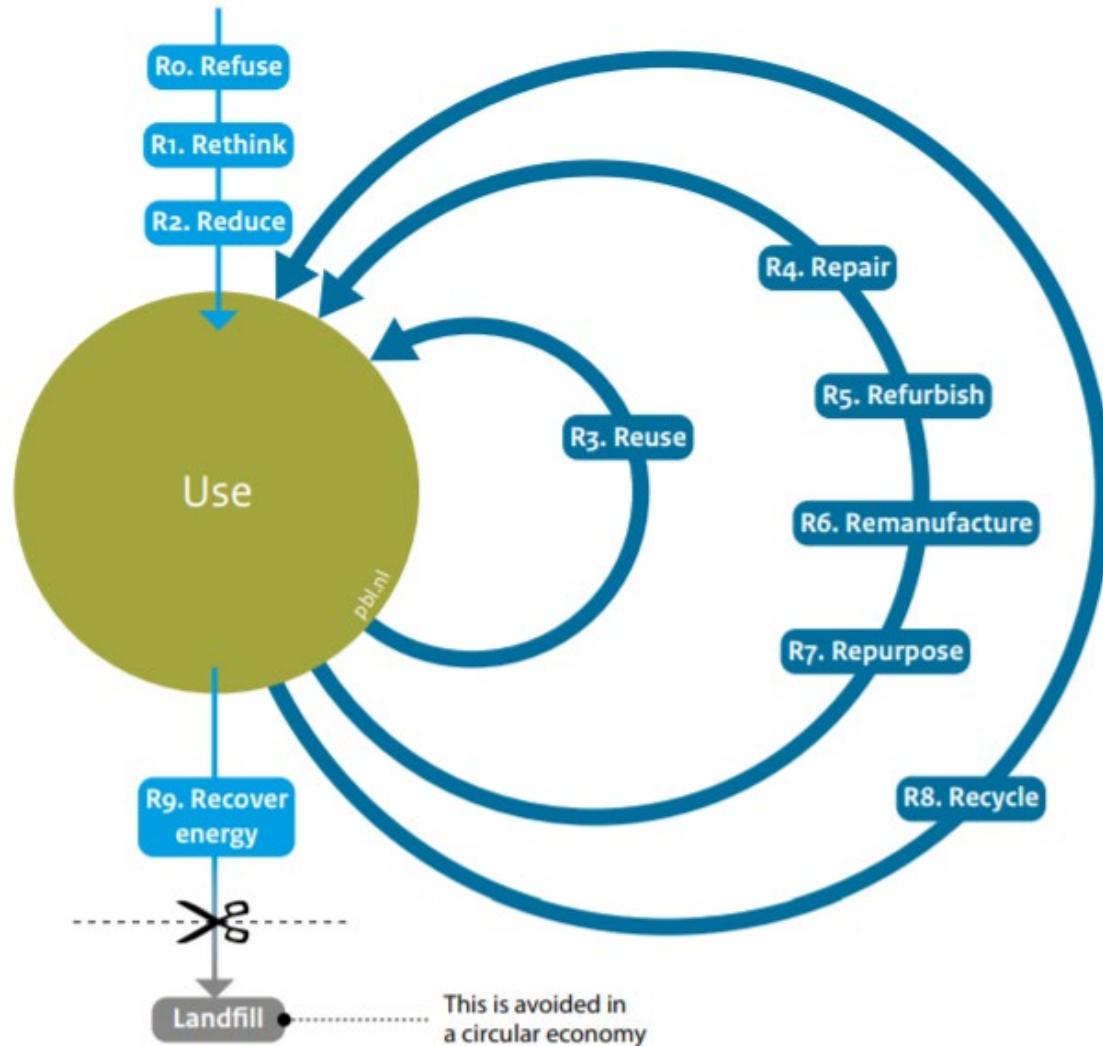 R0. Refuse
R1. Rethink
R2. Reduce
R4. Repair
R5. Refurbish
R3. Reuse
Use
R6. Remanufacture
pbl.nl
R7. Repurpose
R9. Recover
energy
R8. Recycle
Landfill
This is avoided in
a circular economy